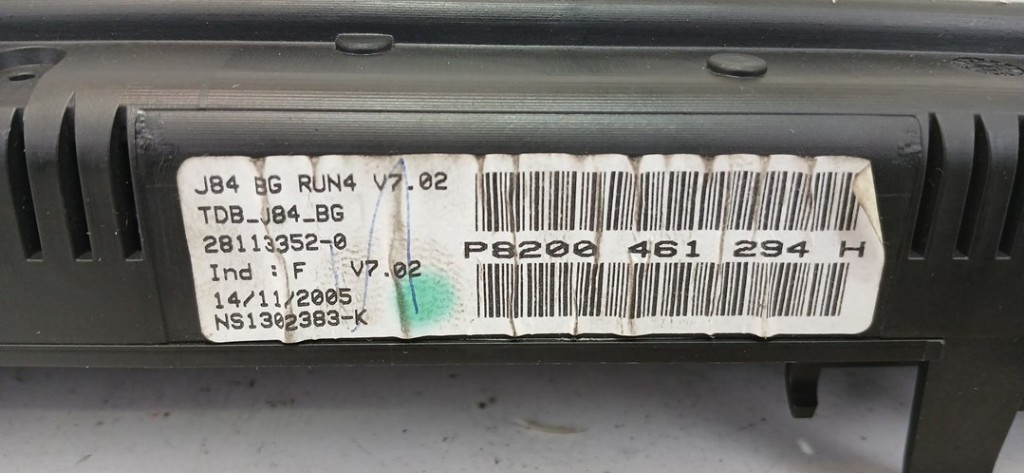 J84 BG RUN4 V7.02
TDB_J84_BG
28113352-0
Ind : F V7.02
14/11/2005
NS1302383-K
P8200 461 294 H